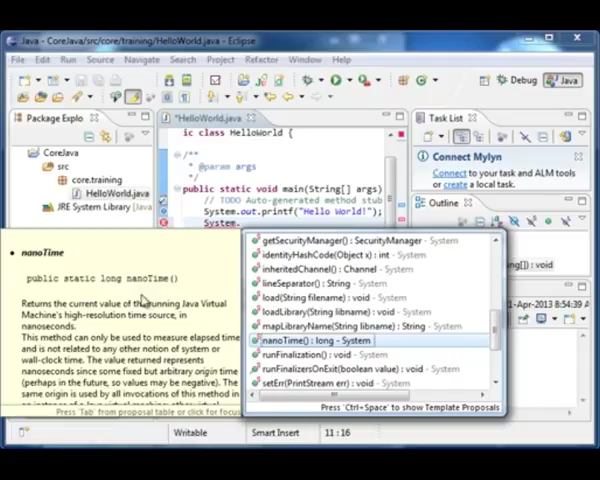 Java - CoreJava/src/core/training/HelloWorld.java - Eclipse
File Edit Run Source Navigate Search Project Refactor Window Help
Debug Java
Package Explo
CoreJava
src
core.training
HelloWorld.java
JRE System Library [Java
*HelloWorld.java
ic class HelloWorld {
/**
* @param args
public static void main(String[] args)
// TODO Auto-generated method stub
System.out.printf("Hello World!");
System.
Task List
Connect Mylyn
Connect to your task and ALM tools
or create a local task.
Outline
ng[]) : void
nanoTime
public static long nanoTime()
Returns the current value of the running Java Virtual
Machine's high-resolution time source, in
nanoseconds.
This method can only be used to measure elapsed time
and is not related to any other notion of system or
wall-clock time. The value returned represents
nanoseconds since some fixed but arbitrary origin time
(perhaps in the future, so values may be negative). The
same origin is used by all invocations of this method in
Press 'Tab' from proposal table or click for focus
getSecurityManager() : SecurityManager - System
identityHashCode(Object x) : int - System
inheritedChannel() : Channel - System
lineSeparator() : String - System
load(String filename) : void - System
loadLibrary(String libname) : void - System
mapLibraryName(String libname) : String - System
nanoTime() : long - System
runFinalization() : void - System
runFinalizersOnExit(boolean value) : void - System
setErr(PrintStream err) : void - System
Press 'Ctrl+Space' to show Template Proposals
-Apr-2013 8:54:39
Writable Smart Insert 11 : 16